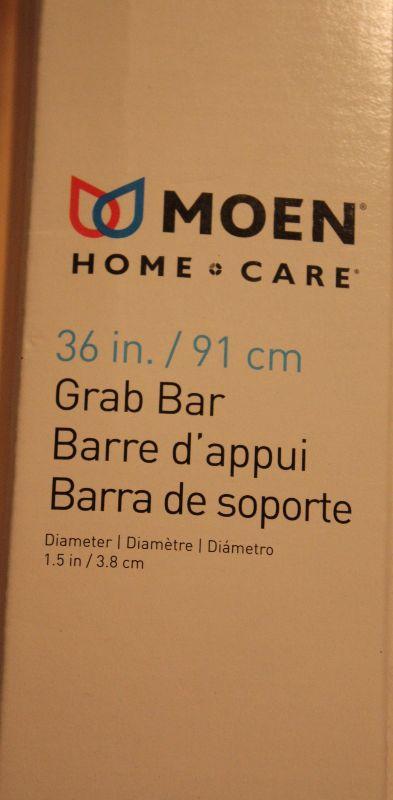 MOEN®
HOME CARE®
36 in. / 91 cm
Grab Bar
Barre d'appui
Barra de soporte
Diameter | Diamètre | Diámetro
1.5 in / 3.8 cm